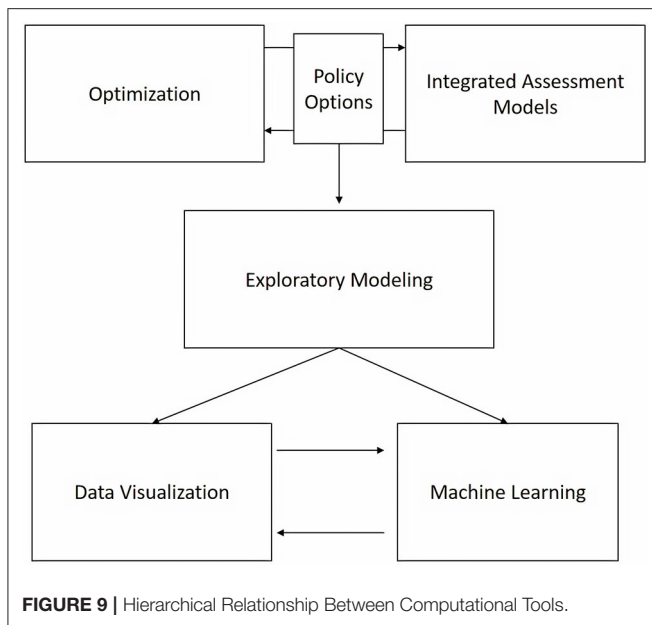 Optimization
Policy
Options
Integrated Assessment
Models
Exploratory Modeling
Data Visualization
Machine Learning
FIGURE 9 | Hierarchical Relationship Between Computational Tools.